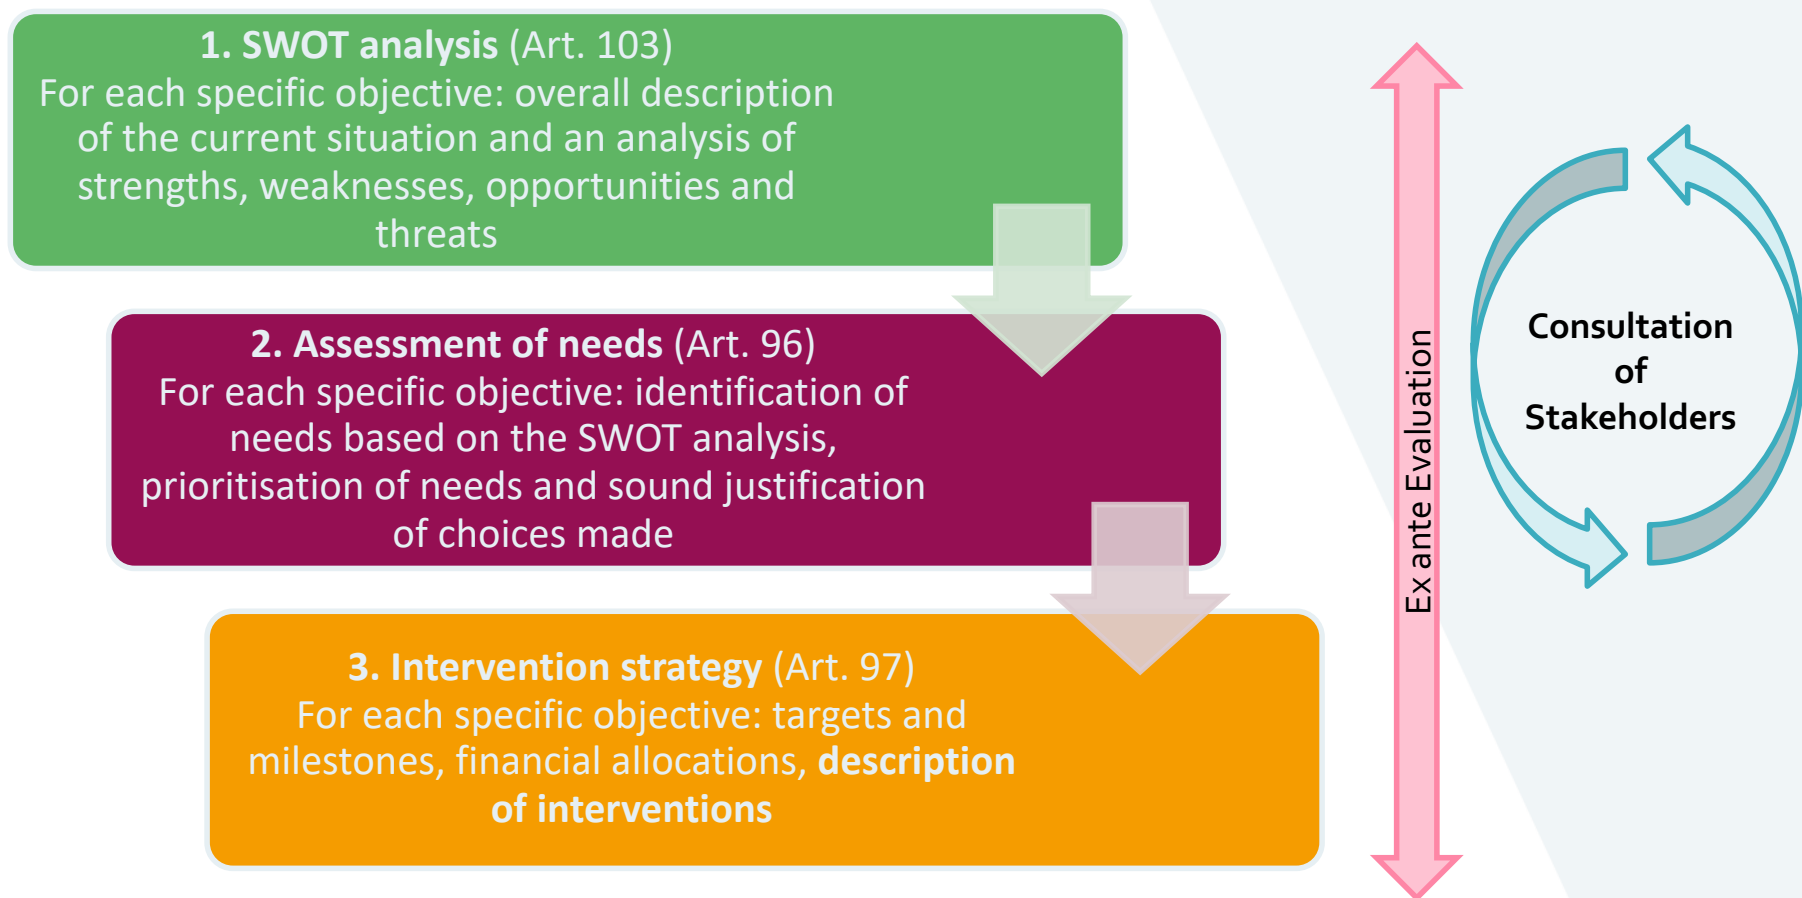 1. SWOT analysis (Art. 103)
For each specific objective: overall description
of the current situation and an analysis of
strengths, weaknesses, opportunities and
threats
2. Assessment of needs (Art. 96)
For each specific objective: identification of
needs based on the SWOT analysis,
prioritisation of needs and sound justification
of choices made
3. Intervention strategy (Art. 97)
For each specific objective: targets and
milestones, financial allocations, description
of interventions
Ex ante Evaluation
Consultation
of
Stakeholders